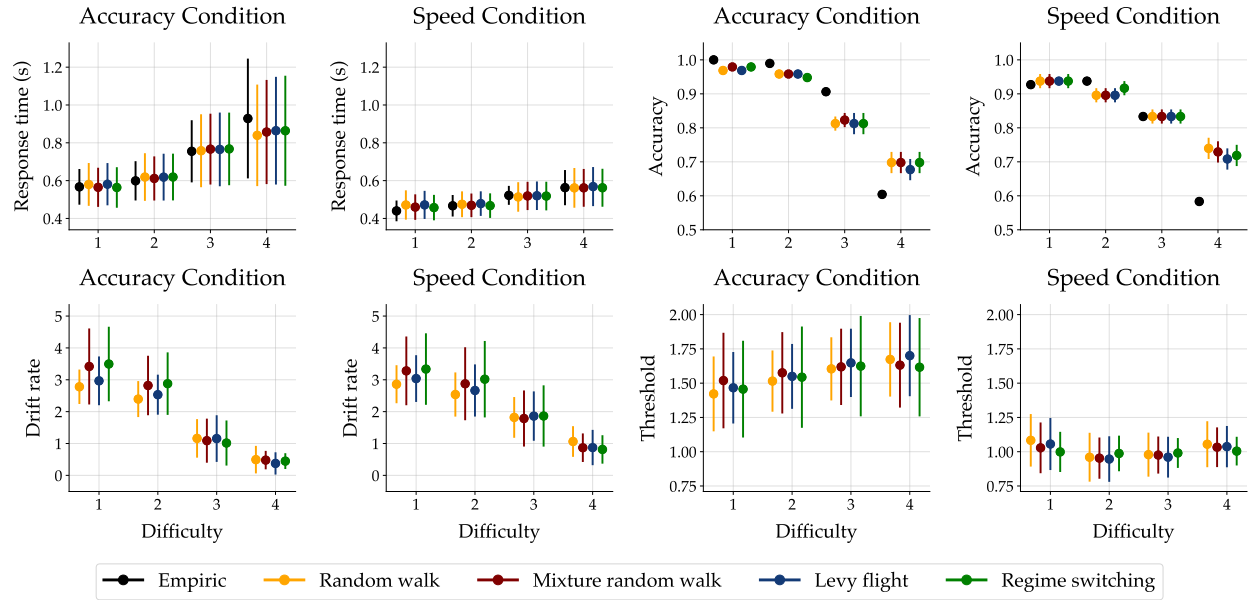 Accuracy Condition
Speed Condition
Accuracy Condition
Speed Condition
Response time (s)
1.2
1.0
0.8
0.6
0.4
1 2 3 4
Response time (s)
1.2
1.0
0.8
0.6
0.4
1 2 3 4
Accuracy
1.0
0.9
0.8
0.7
0.6
0.5
1 2 3 4
Accuracy
1.0
0.9
0.8
0.7
0.6
0.5
1 2 3 4
Accuracy Condition
Speed Condition
Accuracy Condition
Speed Condition
Drift rate
5
4
3
2
1
0
1 2 3 4
Difficulty
Drift rate
5
4
3
2
1
0
1 2 3 4
Difficulty
Threshold
2.00
1.75
1.50
1.25
1.00
0.75
1 2 3 4
Difficulty
Threshold
2.00
1.75
1.50
1.25
1.00
0.75
1 2 3 4
Difficulty
Empiric Random walk Mixture random walk Levy flight Regime switching